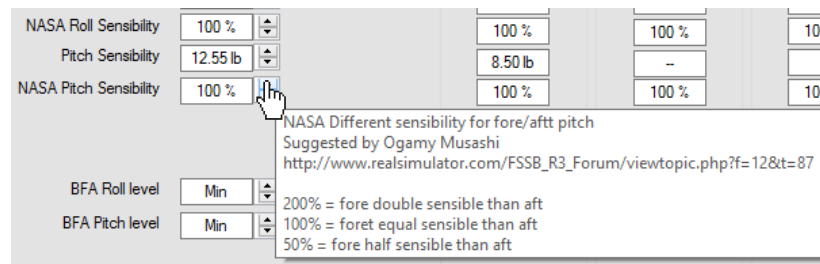 NASA Roll Sensibility 100 % 100 % 100 % 10
Pitch Sensibility 12.55 lb 8.50 lb --
NASA Pitch Sensibility 100 % 100 % 100 % 10
NASA Different sensibility for fore/aftt pitch
Suggested by Ogamy Musashi
http://www.realsimulator.com/FSSB_R3_Forum/viewtopic.php?f=12&t=87
BFA Roll level Min
200% = fore double sensible than aft
BFA Pitch level Min
100% = foret equal sensible than aft
50% = fore half sensible than aft